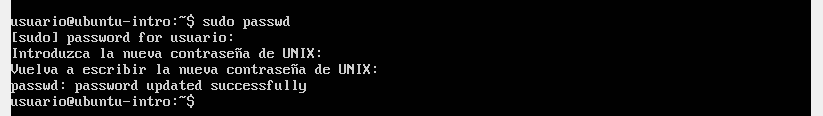 usuario@ubuntu-intro:~$ sudo passwd
[sudo] password for usuario:
Introduzca la nueva contraseña de UNIX:
Vuelva a escribir la nueva contraseña de UNIX:
passwd: password updated successfully
usuario@ubuntu-intro:~$